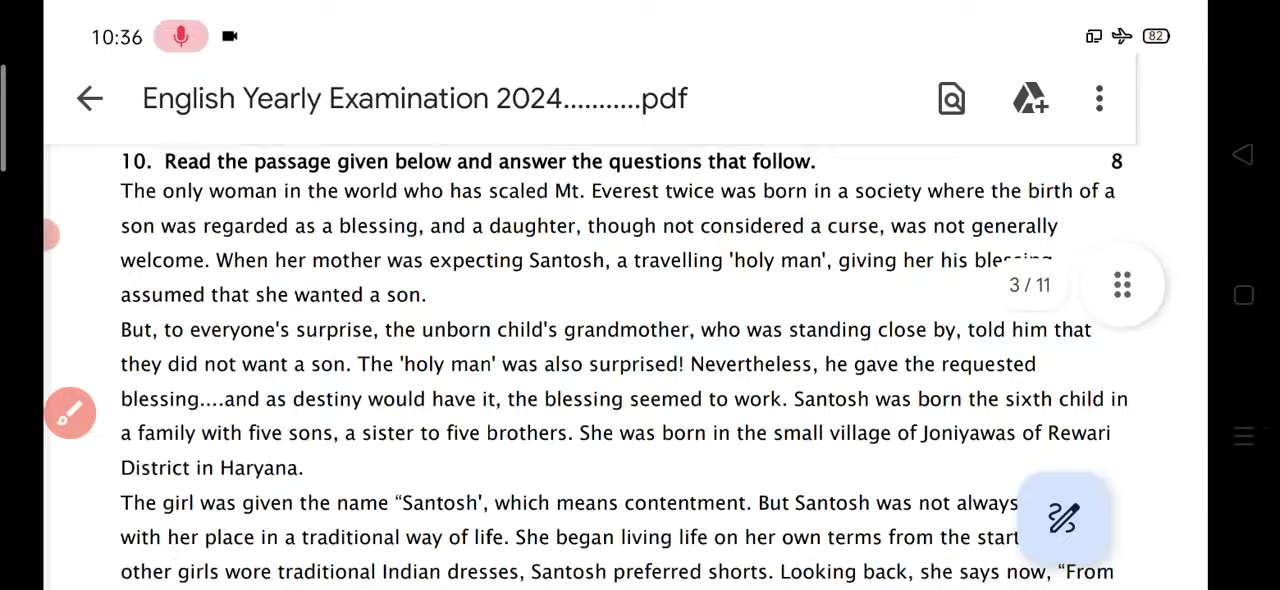 10:36
82
English Yearly Examination 2024...........pdf
10. Read the passage given below and answer the questions that follow. 8
The only woman in the world who has scaled Mt. Everest twice was born in a society where the birth of a
son was regarded as a blessing, and a daughter, though not considered a curse, was not generally
welcome. When her mother was expecting Santosh, a travelling 'holy man', giving her his blessing
assumed that she wanted a son.
3 / 11
But, to everyone's surprise, the unborn child's grandmother, who was standing close by, told him that
they did not want a son. The 'holy man' was also surprised! Nevertheless, he gave the requested
blessing....and as destiny would have it, the blessing seemed to work. Santosh was born the sixth child in
a family with five sons, a sister to five brothers. She was born in the small village of Joniyawas of Rewari
District in Haryana.
The girl was given the name “Santosh', which means contentment. But Santosh was not always
with her place in a traditional way of life. She began living life on her own terms from the start
other girls wore traditional Indian dresses, Santosh preferred shorts. Looking back, she says now, “From